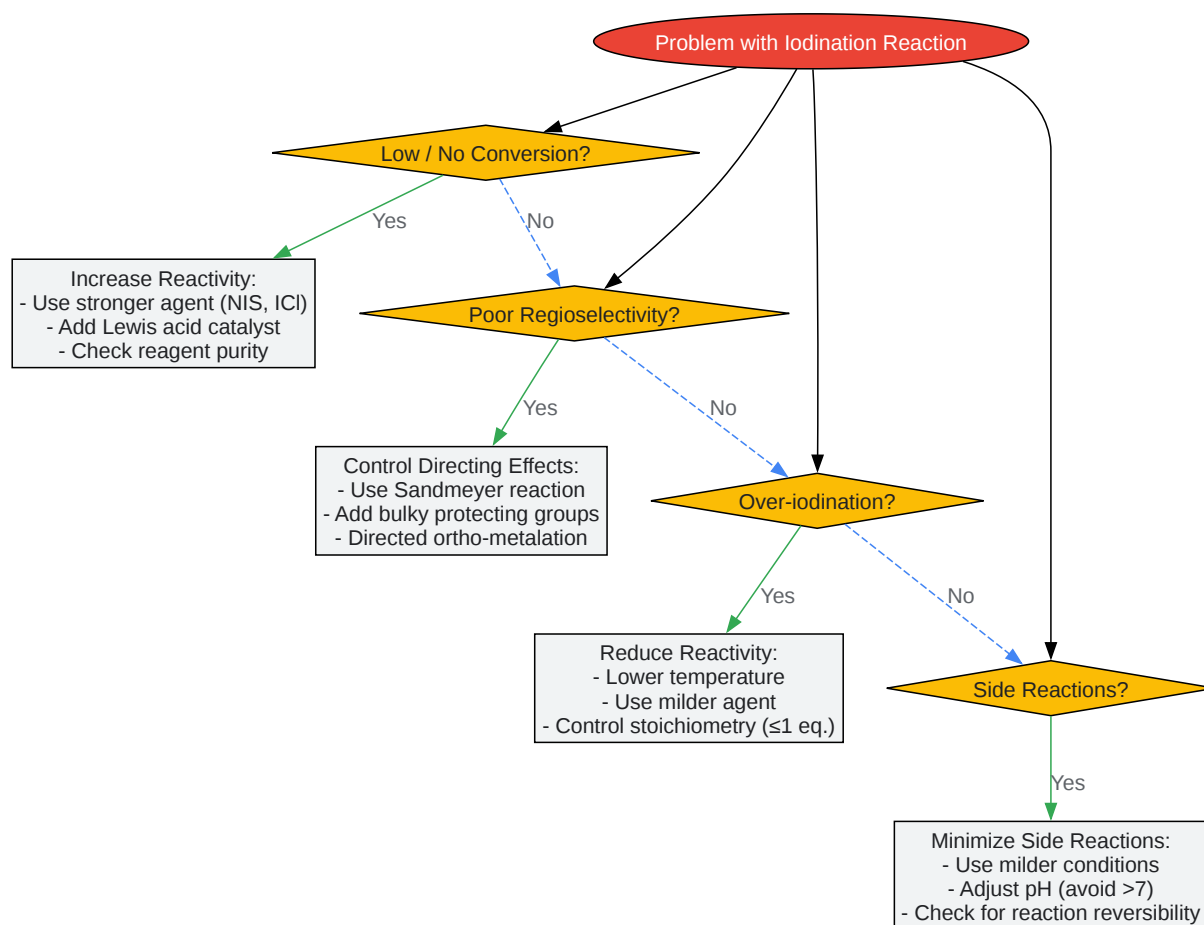 Problem with Iodination Reaction
Low / No Conversion?
Yes
No
Increase Reactivity:
- Use stronger agent (NIS, ICl)
- Add Lewis acid catalyst
- Check reagent purity
Poor Regioselectivity?
Yes
No
Control Directing Effects:
- Use Sandmeyer reaction
- Add bulky protecting groups
- Directed ortho-metalation
Over-iodination?
Yes
No
Reduce Reactivity:
- Lower temperature
- Use milder agent
- Control stoichiometry (≤1 eq.)
Side Reactions?
Yes
Minimize Side Reactions:
- Use milder conditions
- Adjust pH (avoid >7)
- Check for reaction reversibility